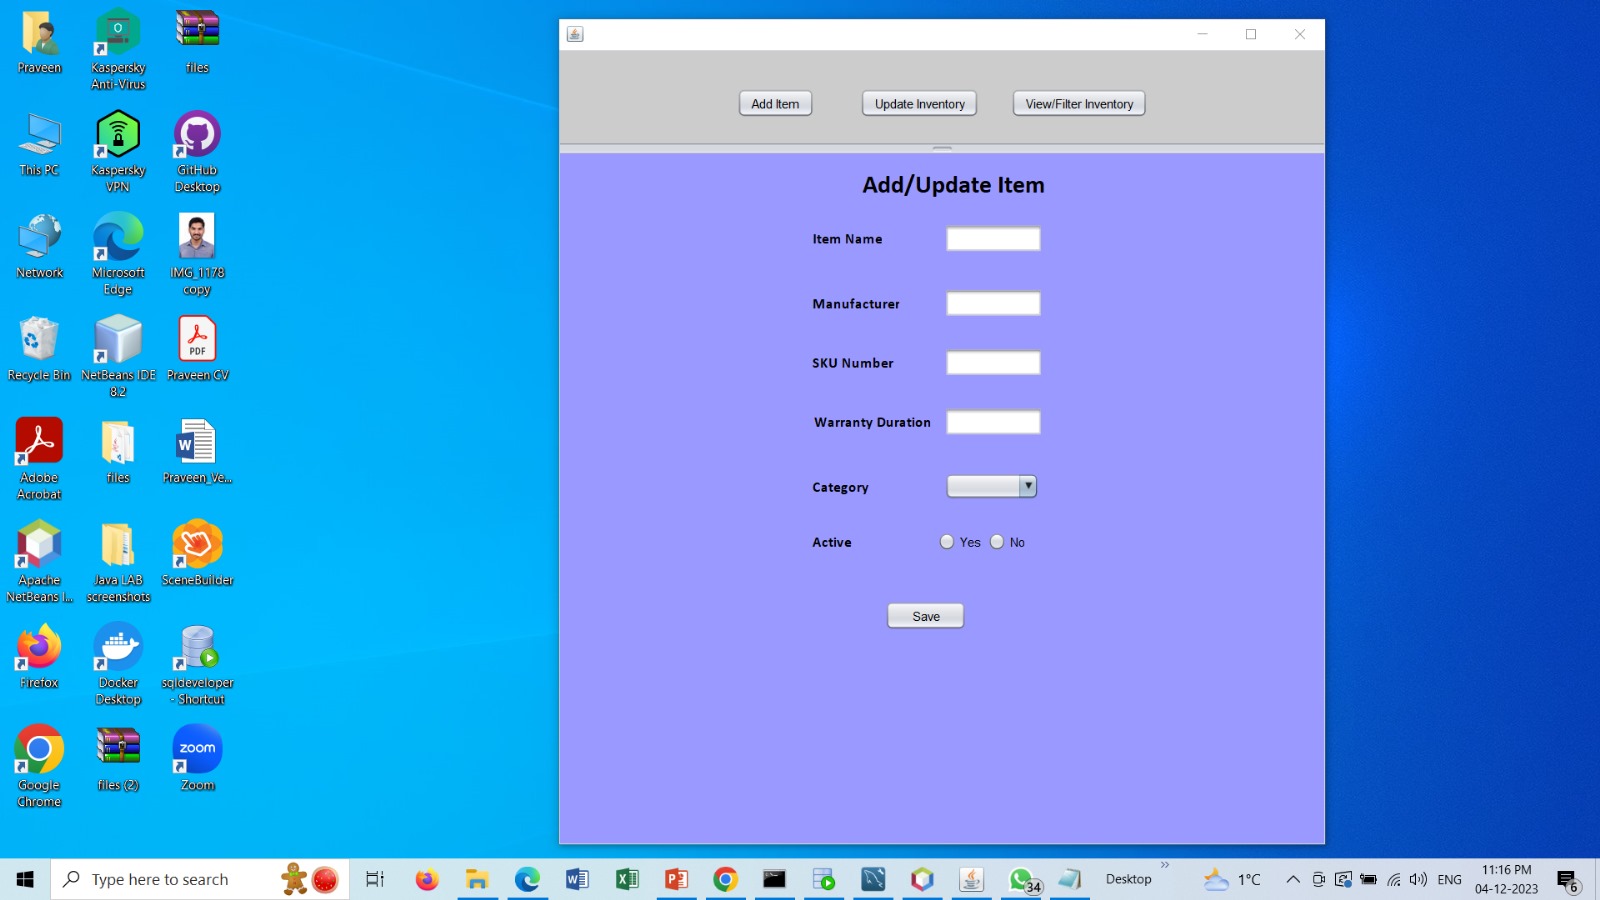 Praveen
Kaspersky
Anti-Virus
files
This PC
Kaspersky
VPN
GitHub
Desktop
Network
Microsoft
Edge
IMG_1178
copy
Recycle Bin
NetBeans IDE
8.2
PDF
Praveen CV
Adobe
Acrobat
files
W
Praveen_Ve...
Apache
NetBeans I...
Java LAB
screenshots
SceneBuilder
Firefox
Docker
Desktop
sqldeveloper
- Shortcut
Google
Chrome
files (2)
zoom
Zoom
Add Item
Update Inventory
View/Filter Inventory
Add/Update Item
Item Name
Manufacturer
SKU Number
Warranty Duration
Category
Active
Yes
No
Save
Type here to search
34
Desktop
1°C
ENG
11:16 PM
04-12-2023
6